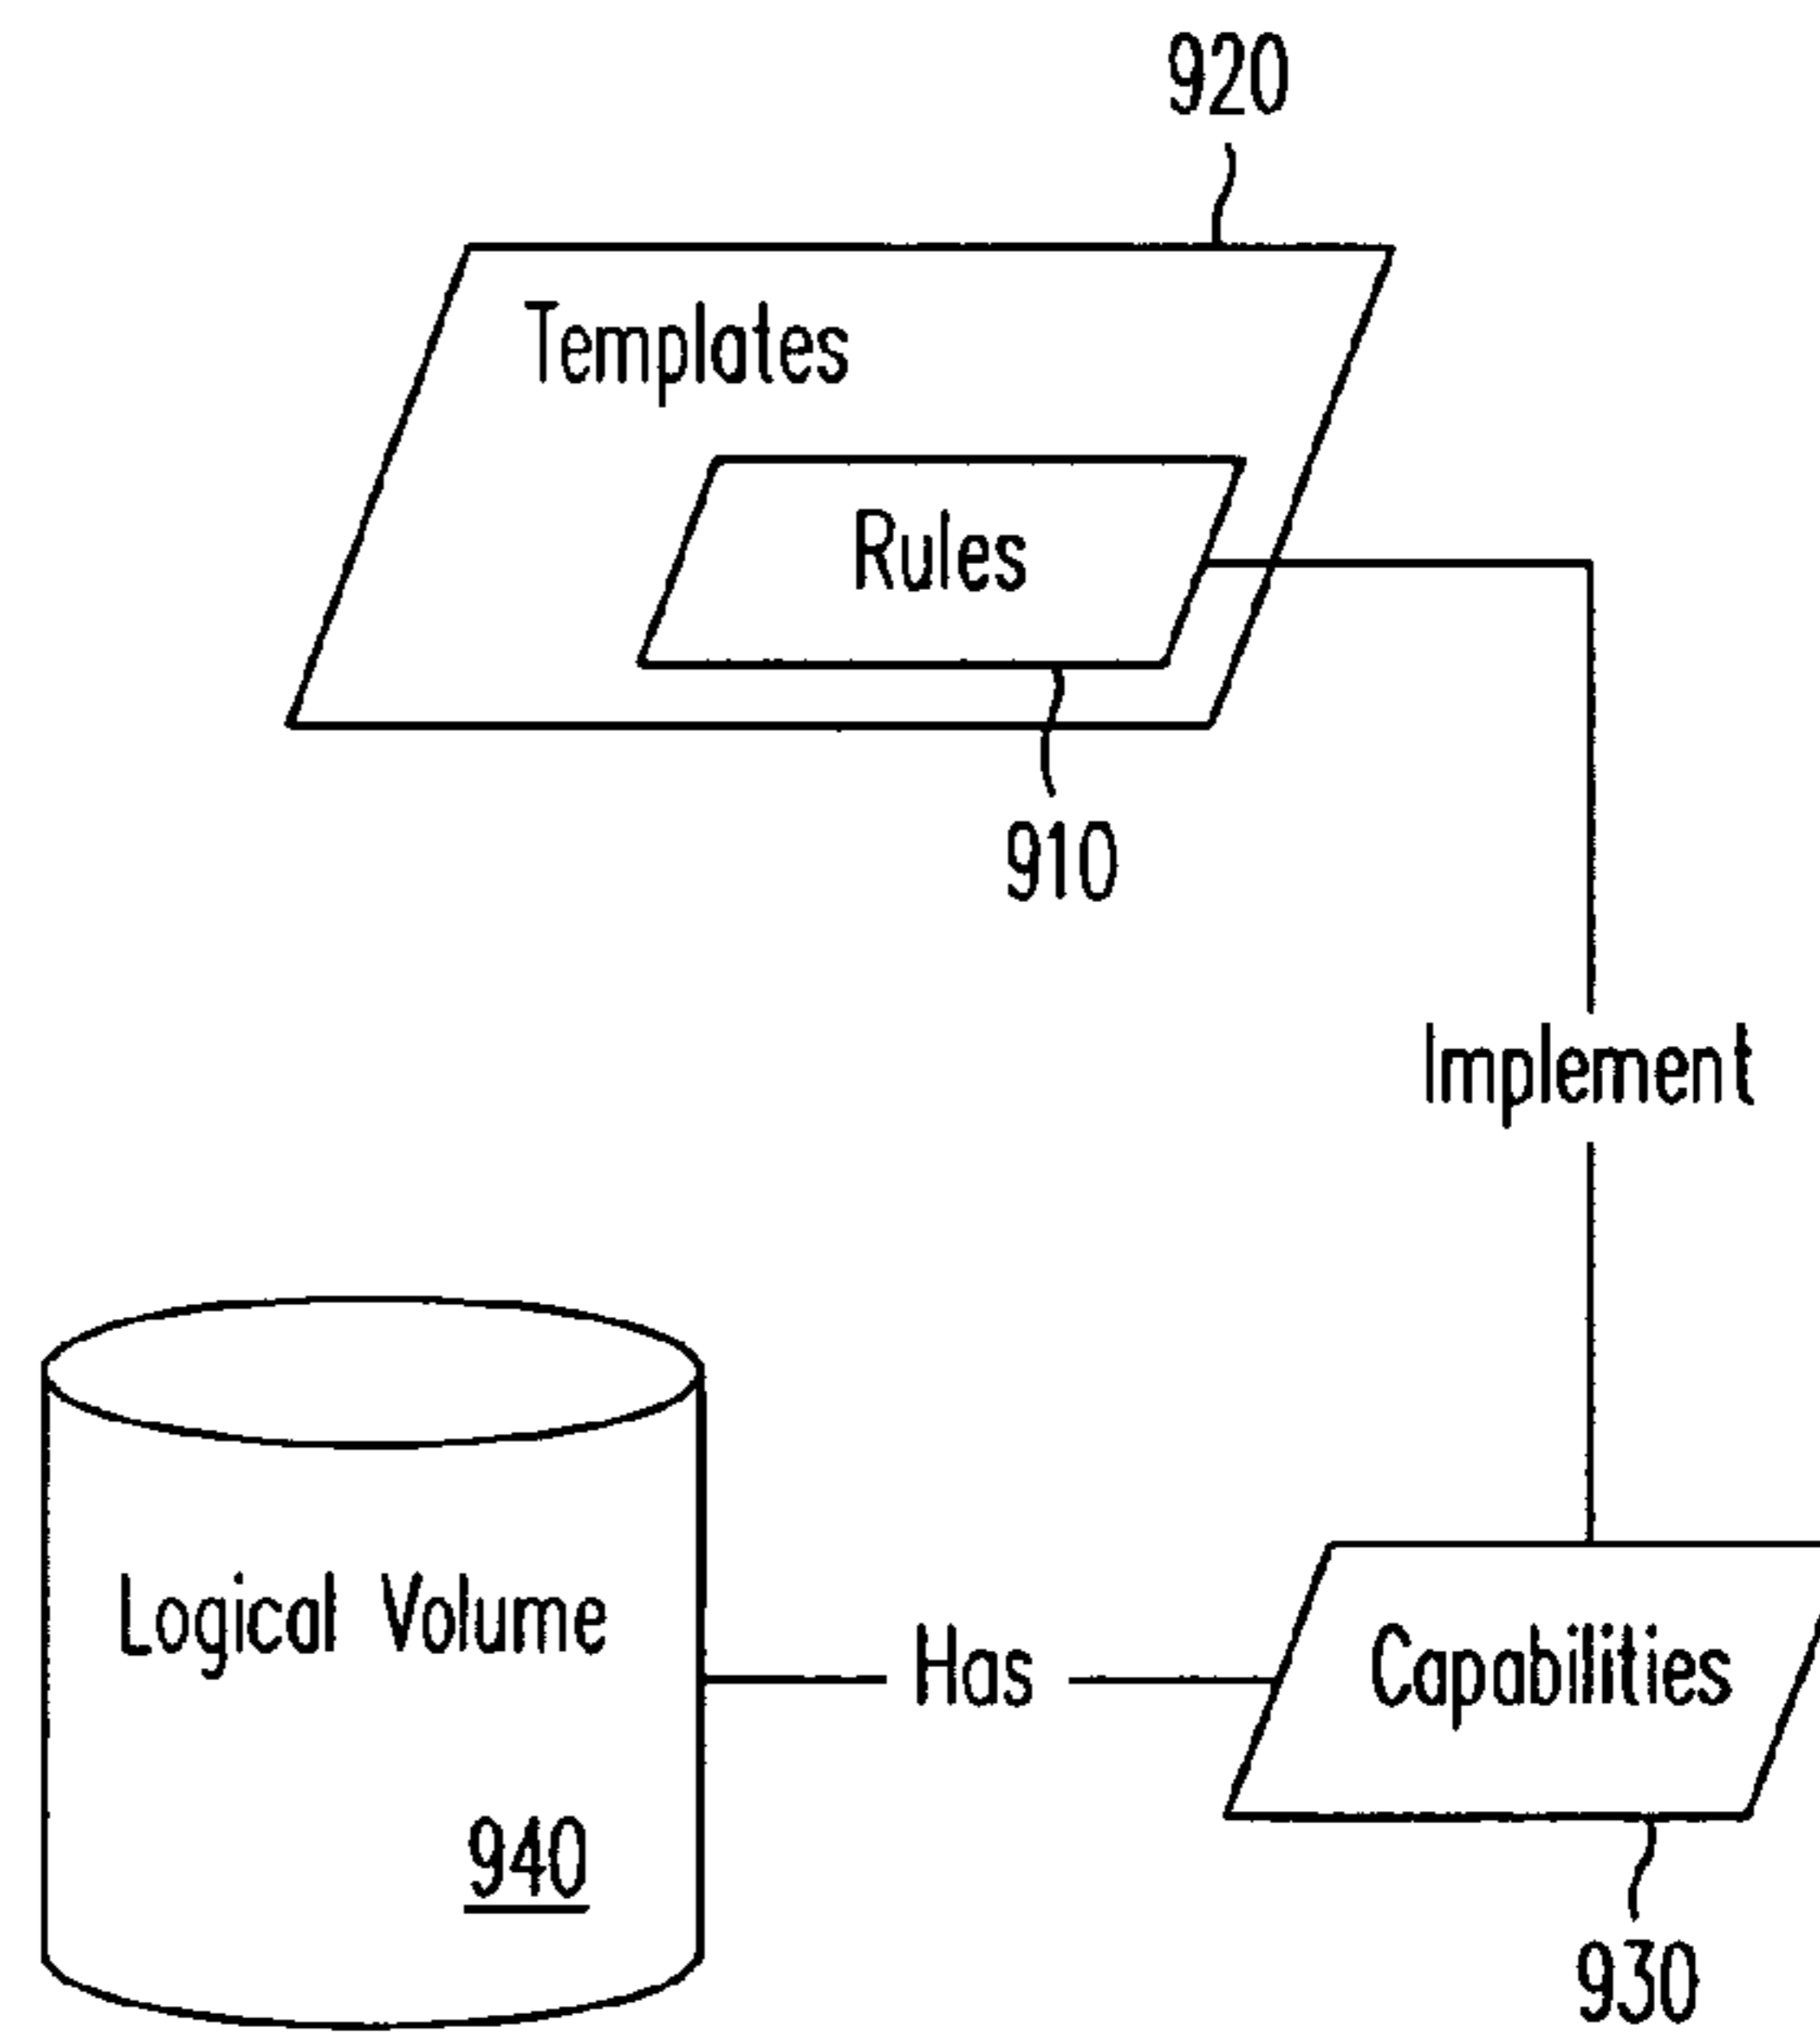 920
Templates
Rules
910
Implement
Logical Volume
Has
Capabilities
940
930